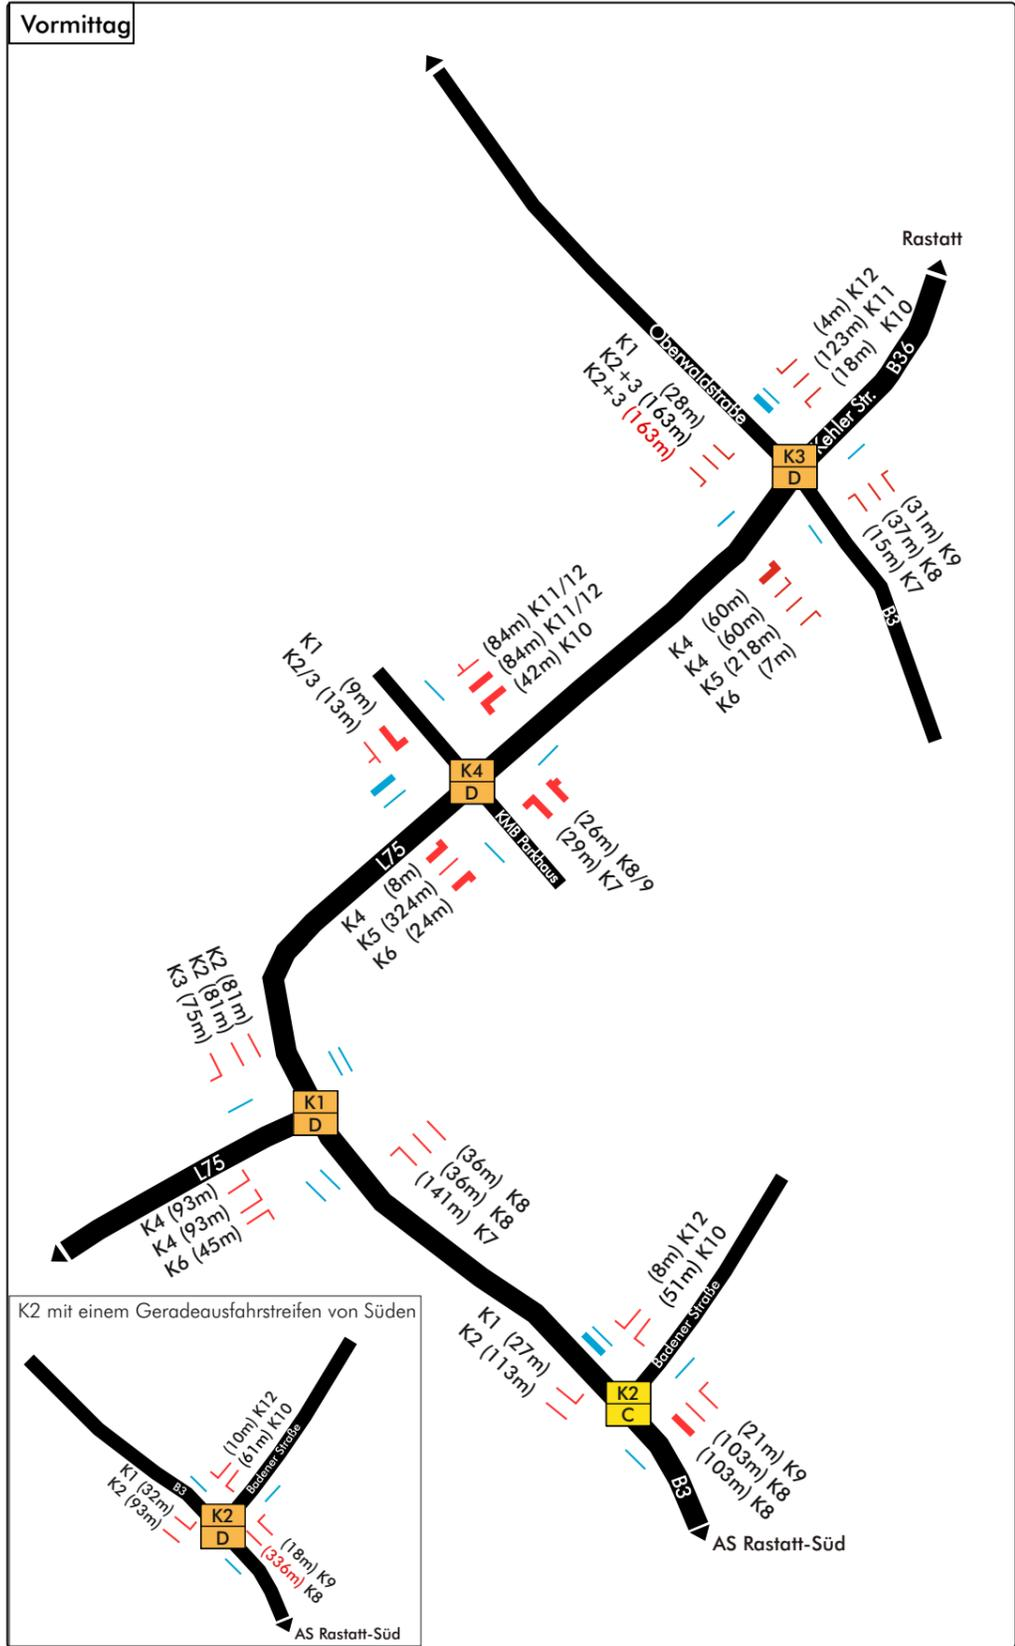 Vormittag
Rastatt
(4m) K12
(123m) K11
(18m) K10
B36
Kehler Str.
Oberwaldstraße
K1 (28m)
K2+3 (163m)
K2+3 (163m)
K3
D
(31m) K9
(37m) K8
(15m) K7
B3
K4 (60m)
K4 (60m)
K5 (218m)
K6 (7m)
(84m) K11/12
(84m) K11/12
(42m) K10
K1 (9m)
K2/3 (13m)
K4
D
KMB Parkhaus
(26m) K8/9
(29m) K7
L75
K4 (8m)
K5 (324m)
K6 (24m)
K2 (81m)
K2 (81m)
K3 (75m)
K1
D
L75
K4 (93m)
K4 (93m)
K6 (45m)
(36m) K8
(36m) K8
(141m) K7
(8m) K12
(51m) K10
Badener Straße
K1 (27m)
K2 (113m)
K2
C
(21m) K9
(103m) K8
(103m) K8
B3
AS Rastatt-Süd
K2 mit einem Geradeausfahrstreifen von Süden
(10m) K12
(61m) K10
Badener Straße
B3
K1 (32m)
K2 (93m)
K2
D
(18m) K9
(336m) K8
AS Rastatt-Süd